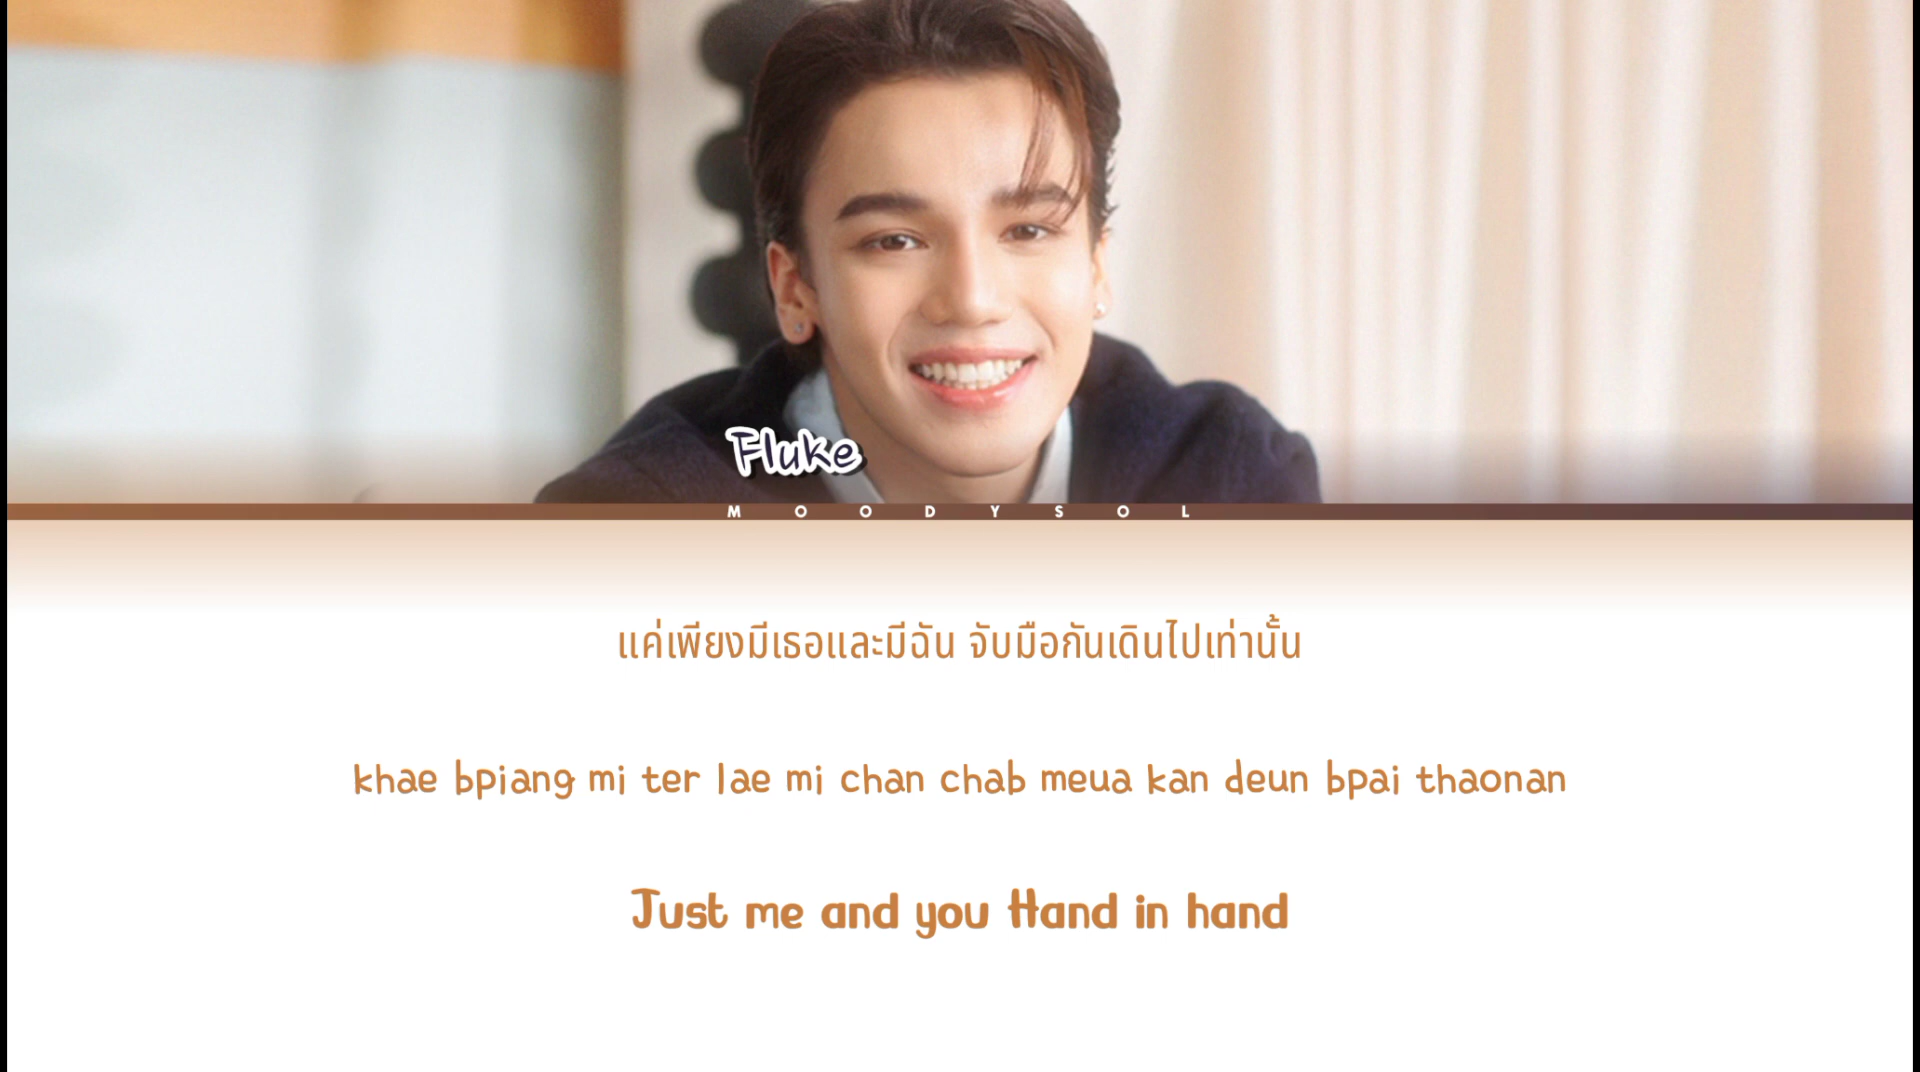 Fluke
MOODYSOL
แค่เพียงมีเธอและมีฉัน จับมือกันเดินไปเท่านั้น
khae bpiang mi ter lae mi chan chab meua kan deun bpai thaonan
Just me and you Hand in hand